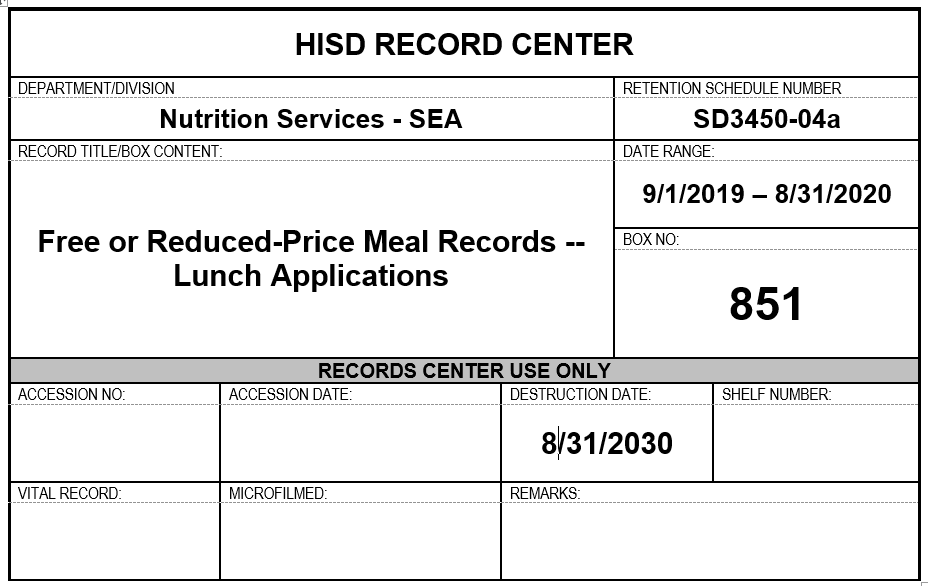 HISD RECORD CENTER
DEPARTMENT/DIVISION
Nutrition Services - SEA
RETENTION SCHEDULE NUMBER
SD3450-04a
RECORD TITLE/BOX CONTENT:
Free or Reduced-Price Meal Records --
Lunch Applications
DATE RANGE:
9/1/2019 – 8/31/2020
BOX NO:
851
RECORDS CENTER USE ONLY
ACCESSION NO:
ACCESSION DATE:
DESTRUCTION DATE:
8/31/2030
SHELF NUMBER:
VITAL RECORD:
MICROFILMED:
REMARKS: